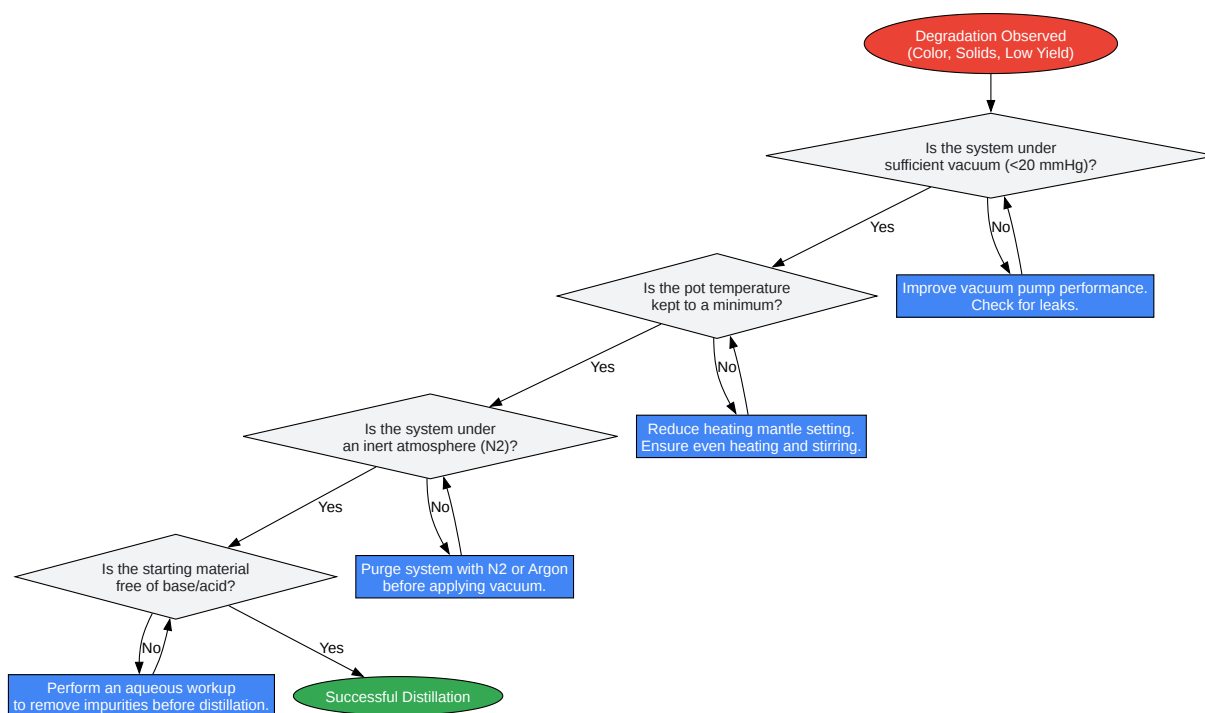 Degradation Observed
(Color, Solids, Low Yield)
Is the system under
sufficient vacuum (<20 mmHg)?
Yes
No
Improve vacuum pump performance.
Check for leaks.
Is the pot temperature
kept to a minimum?
Yes
No
Reduce heating mantle setting.
Ensure even heating and stirring.
Is the system under
an inert atmosphere (N2)?
Yes
No
Purge system with N2 or Argon
before applying vacuum.
Is the starting material
free of base/acid?
No
Yes
Perform an aqueous workup
to remove impurities before distillation.
Successful Distillation